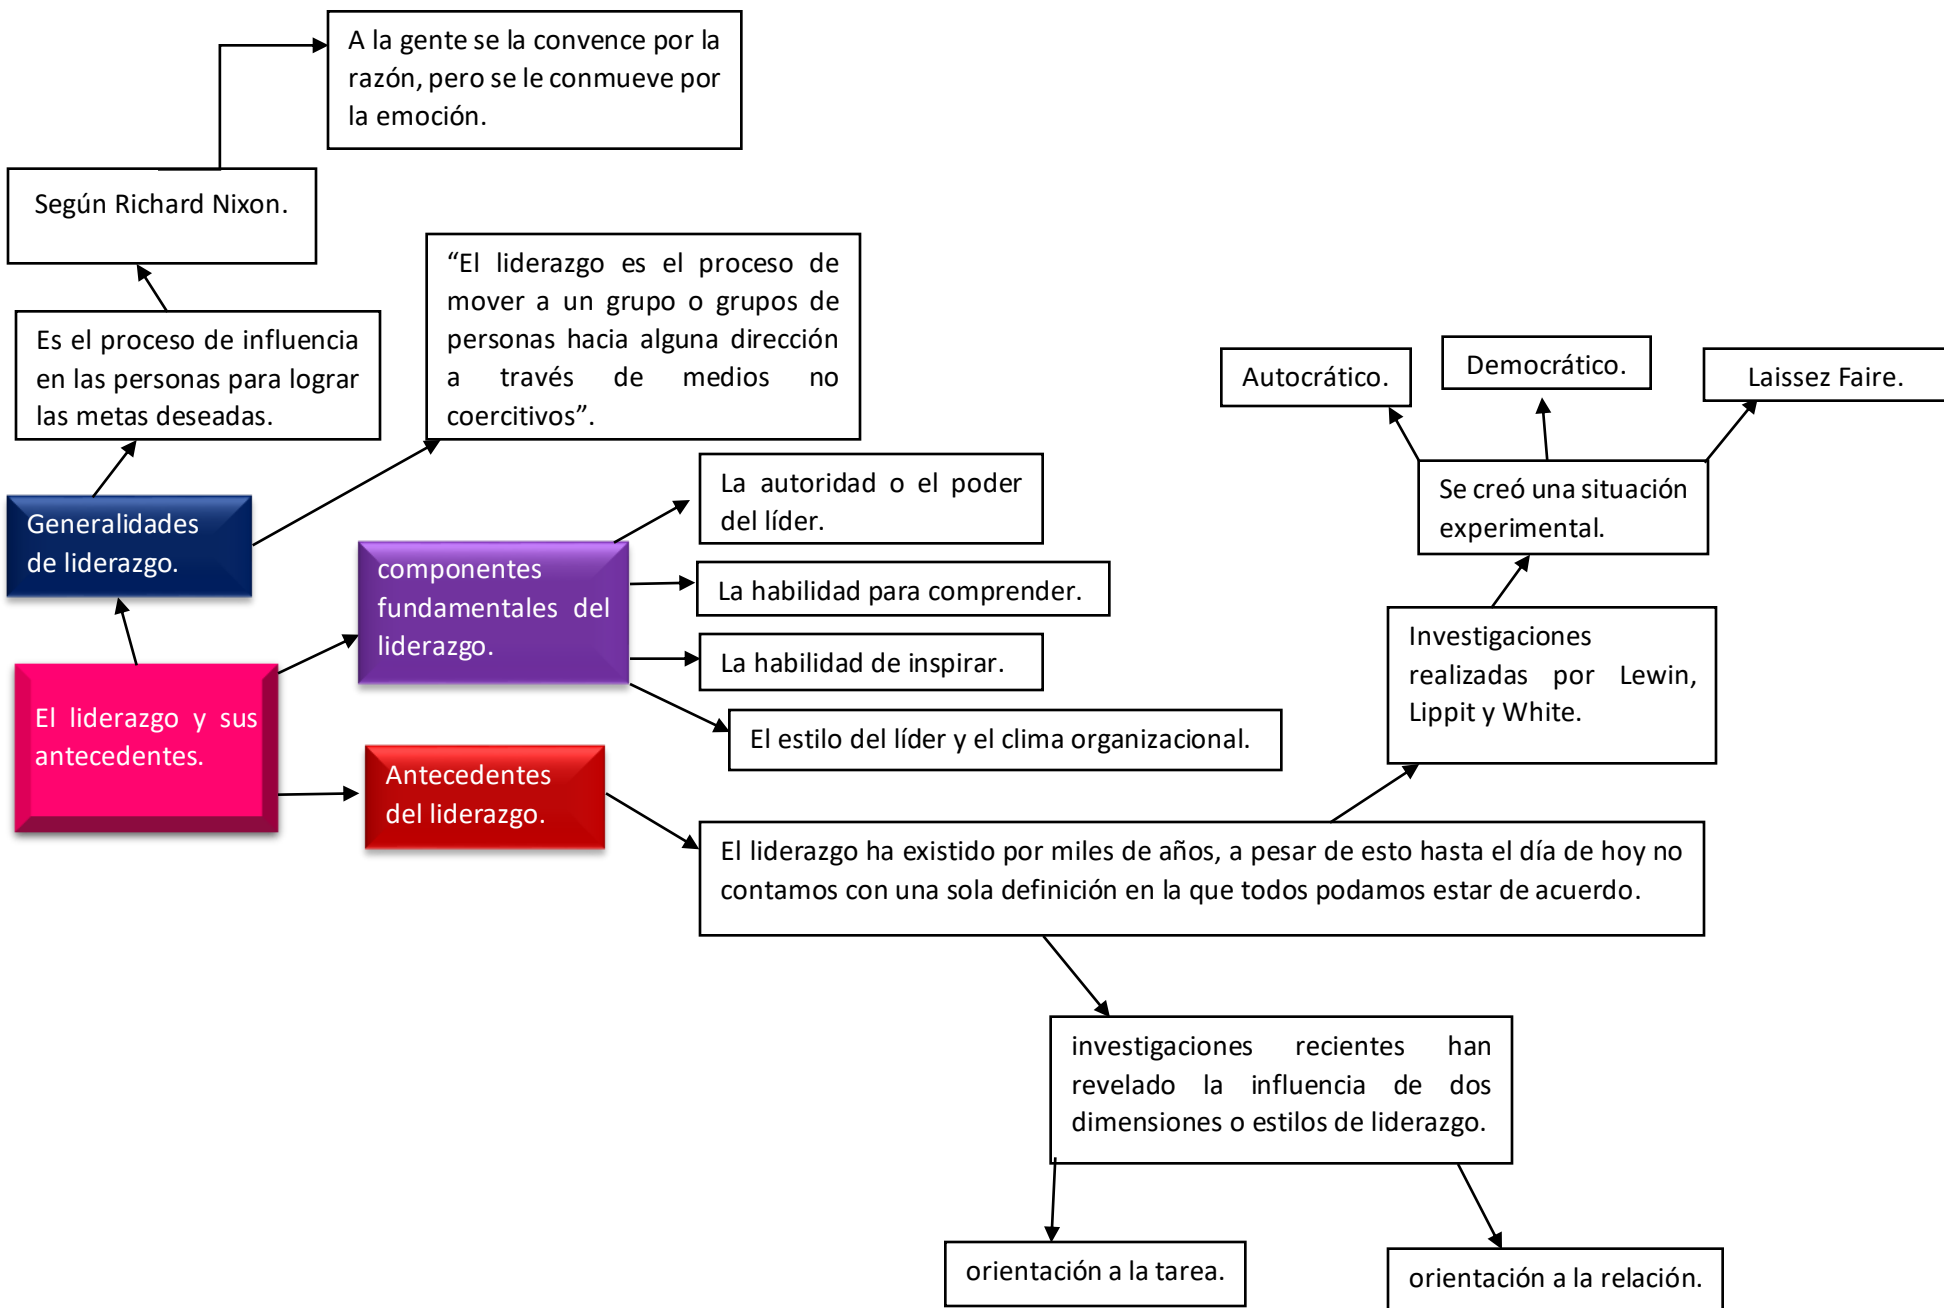 A la gente se la convence por la
razón, pero se le conmueve por
la emoción.
Según Richard Nixon.
“El liderazgo es el proceso de
mover a un grupo o grupos de
personas hacia alguna dirección
a través de medios no
coercitivos”.
Es el proceso de influencia
en las personas para lograr
las metas deseadas.
Autocrático.
Democrático.
Laissez Faire.
Generalidades
de liderazgo.
La autoridad o el poder
del líder.
Se creó una situación
experimental.
componentes
fundamentales del
liderazgo.
La habilidad para comprender.
La habilidad de inspirar.
El estilo del líder y el clima organizacional.
Investigaciones
realizadas por Lewin,
Lippit y White.
El liderazgo y sus
antecedentes.
Antecedentes
del liderazgo.
El liderazgo ha existido por miles de años, a pesar de esto hasta el día de hoy no
contamos con una sola definición en la que todos podamos estar de acuerdo.
investigaciones recientes han
revelado la influencia de dos
dimensiones o estilos de liderazgo.
orientación a la tarea.
orientación a la relación.